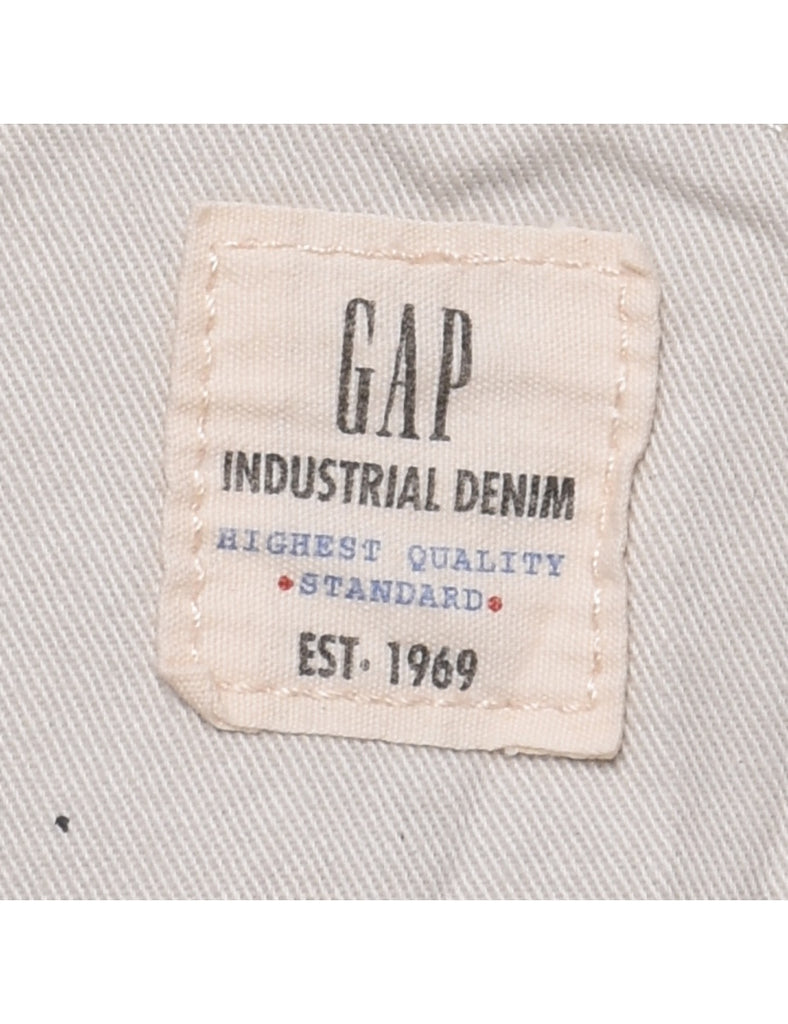 GAP
INDUSTRIAL DENIM
HIGHEST QUALITY
•STANDARD•
EST. 1969